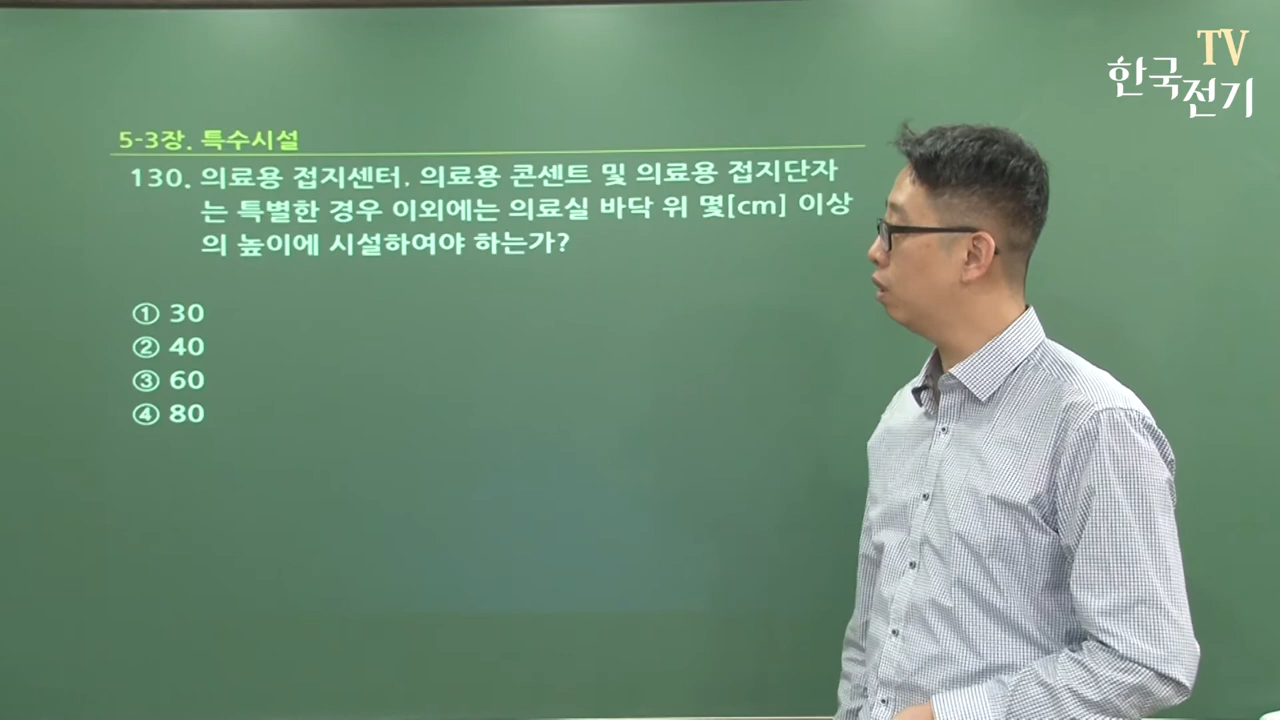 TV
한국
전기
5-3장. 특수시설
130. 의료용 접지센터, 의료용 콘센트 및 의료용 접지단자
는 특별한 경우 이외에는 의료실 바닥 위 몇[cm] 이상
의 높이에 시설하여야 하는가?
① 30
② 40
③ 60
④ 80